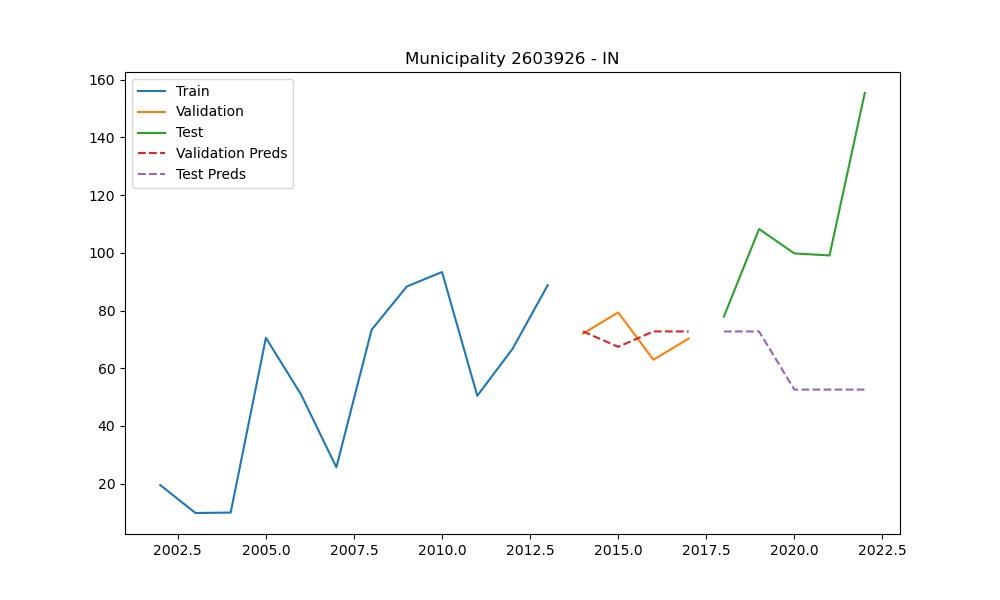 Municipality 2603926 - IN
160
140
120
100
80
60
40
20
Train
Validation
Test
Validation Preds
Test Preds
2002.5 2005.0 2007.5 2010.0 2012.5 2015.0 2017.5 2020.0 2022.5